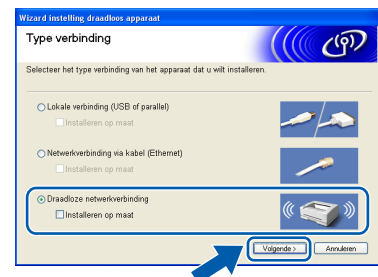 Wizard instelling draadloos apparaat
Type verbinding
Selecteer het type verbinding van het apparaat dat u wilt installeren.
Lokale verbinding (USB of parallel)
Installeren op maat
Netwerkverbinding via kabel (Ethernet)
Installeren op maat
Draadloze netwerkverbinding
Installeren op maat
Volgende > Annuleren